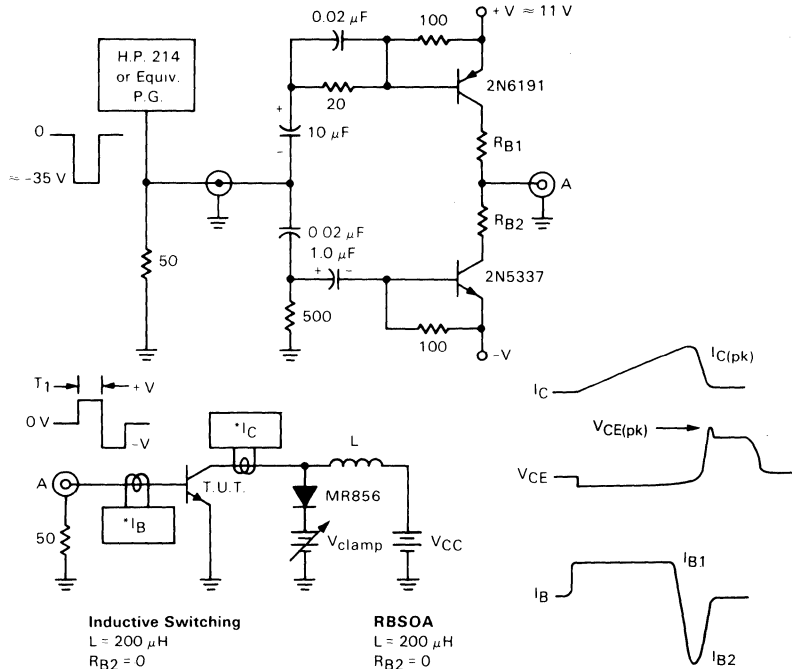 0.02 μF
100
+ V ≈ 11 V
H.P. 214
or Equiv.
P.G.
20
2N6191
0
≈ -35 V
+
10 μF
-
RB1
A
50
0 02 μF
1.0 μF
+ -
RB2
2N5337
500
100
-V
T1
+ V
0 V
-V
*IC
L
A
T.U.T.
*IB
50
MR856
Vclamp
VCC
IC(pk)
IC
VCE(pk)
VCE
IB1
IB
IB2
Inductive Switching
L = 200 μH
RB2 = 0
RBSOA
L = 200 μH
RB2 = 0